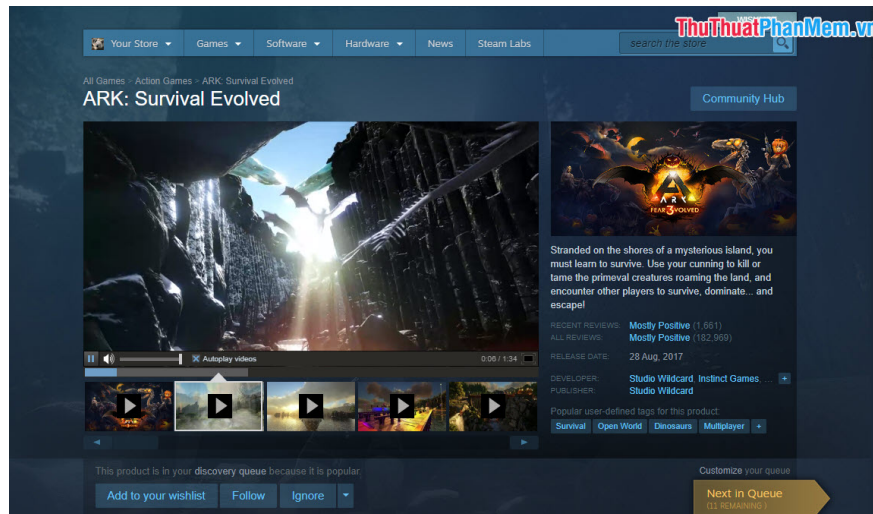 WISHLIST
ThuThuatPhanMem.vn
Your Store
Games
Software
Hardware
News
Steam Labs
search the store
All Games > Action Games > ARK: Survival Evolved
ARK: Survival Evolved
Community Hub
ARK
FEAR 3VOLVED
Stranded on the shores of a mysterious island, you
must learn to survive. Use your cunning to kill or
tame the primeval creatures roaming the land, and
encounter other players to survive, dominate... and
escape!
RECENT REVIEWS: Mostly Positive (1,661)
ALL REVIEWS: Mostly Positive (182,969)
RELEASE DATE: 28 Aug, 2017
DEVELOPER: Studio Wildcard, Instinct Games, ... +
PUBLISHER: Studio Wildcard
Popular user-defined tags for this product:
Survival Open World Dinosaurs Multiplayer +
Autoplay videos
0:06 / 1:34
This product is in your discovery queue because it is popular.
Add to your wishlist
Follow
Ignore
Customize your queue
Next in Queue
(11 REMAINING )